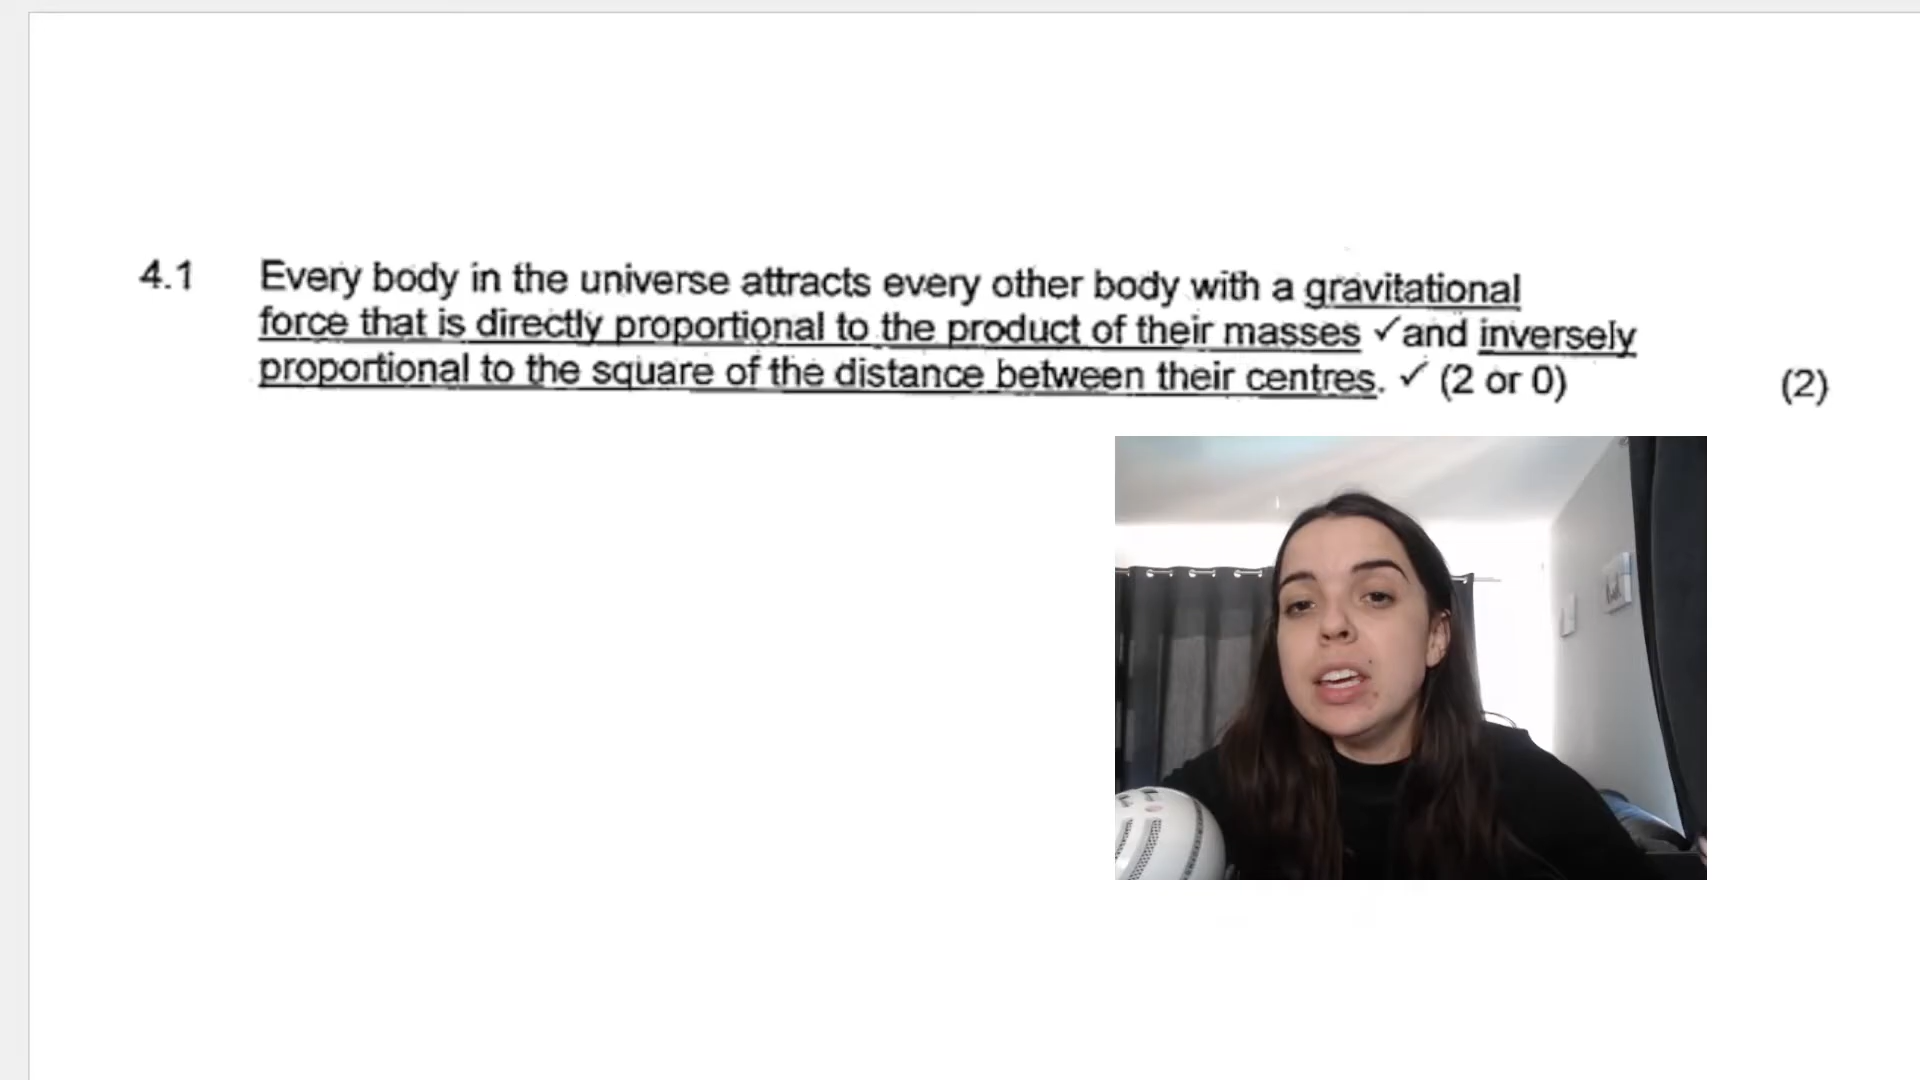 4.1 Every body in the universe attracts every other body with a gravitational
force that is directly proportional to the product of their masses ✓and inversely
proportional to the square of the distance between their centres. ✓ (2 or 0) (2)